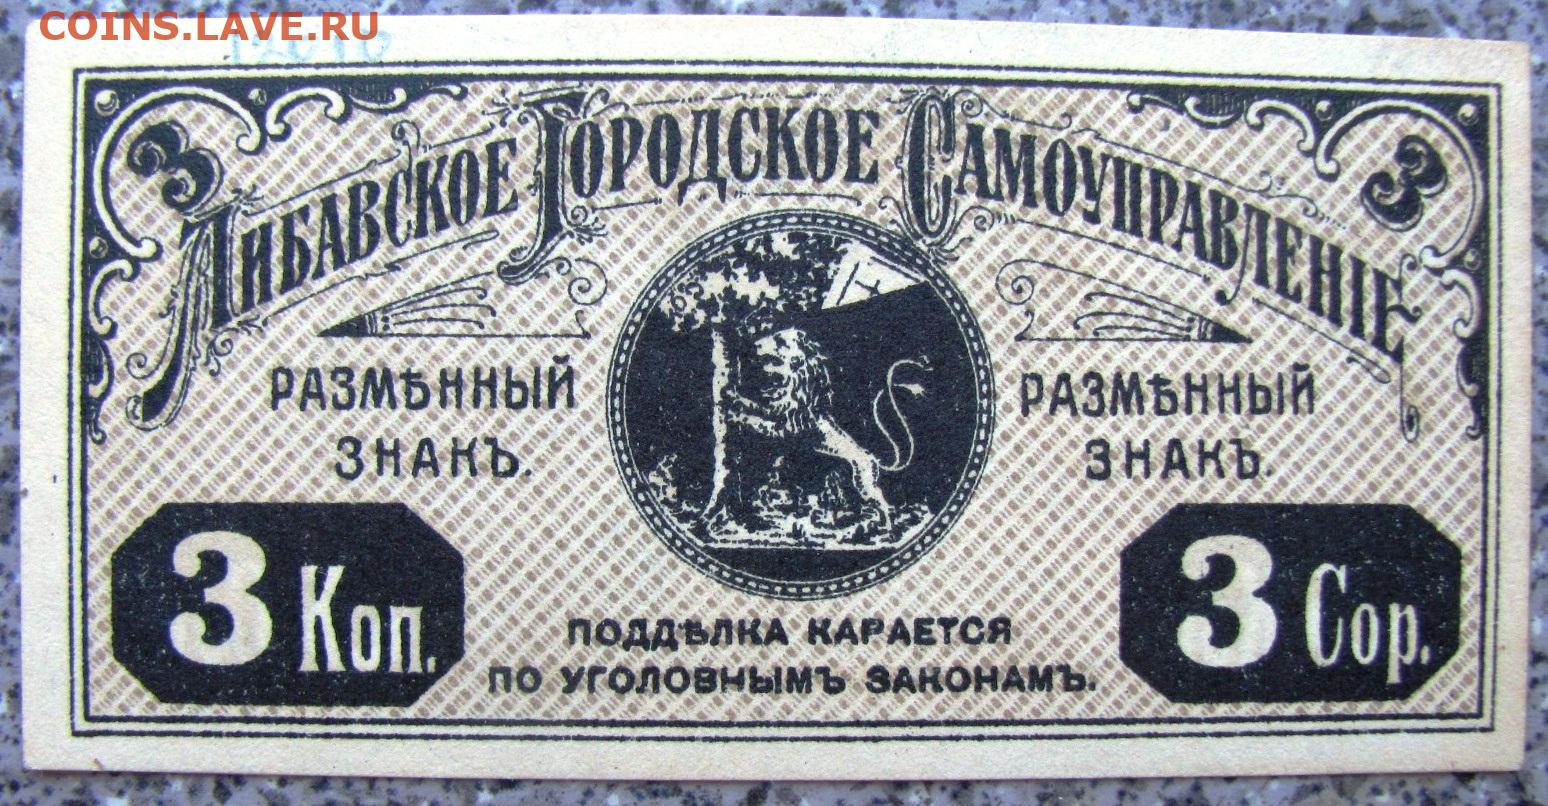 COINS.LAVE.RU
3 3
Либавское Городское Самоуправленіе
РАЗМѢННЫЙ
ЗНАКЪ.
РАЗМѢННЫЙ
ЗНАКЪ.
3 Коп.
3 Cop.
ПОДДѢЛКА КАРАЕТСЯ
ПО УГОЛОВНЫМЪ ЗАКОНАМЪ.